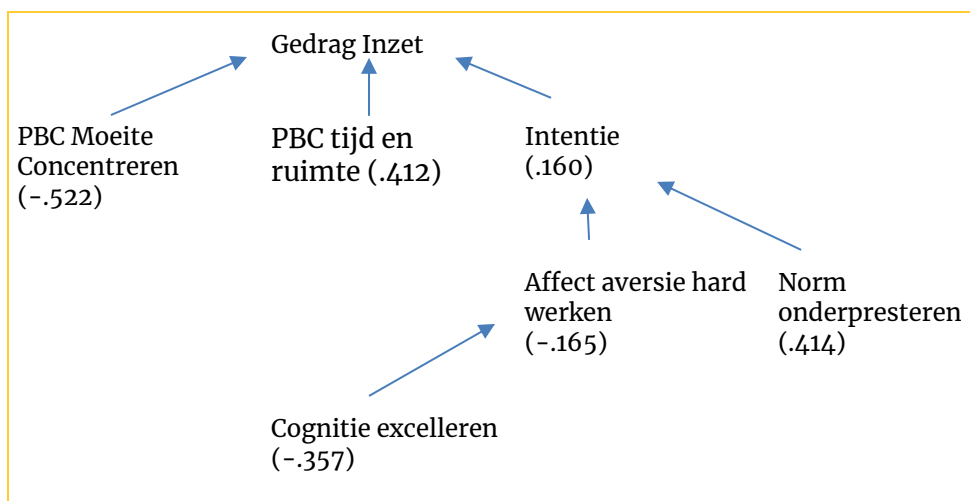 Gedrag Inzet
PBC Moeite
Concentreren
(-.522)
PBC tijd en
ruimte (.412)
Intentie
(.160)
Affect aversie hard
werken
(-.165)
Norm
onderpresteren
(.414)
Cognitie excelleren
(-.357)